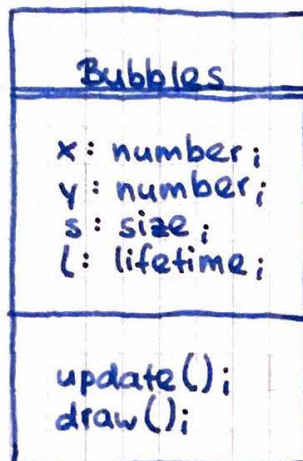 Bubbles
x: number;
y: number;
s: size;
l: lifetime;
update();
draw();